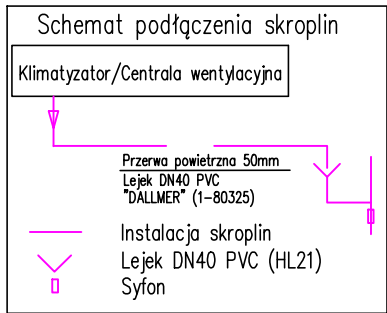 Schemat podłączenia skroplin
Klimatyzator/Centrala wentylacyjna
Przerwa powietrzna 50mm
Lejek DN40 PVC
"DALLMER" (1-80325)
Instalacja skroplin
Lejek DN40 PVC (HL21)
Syfon